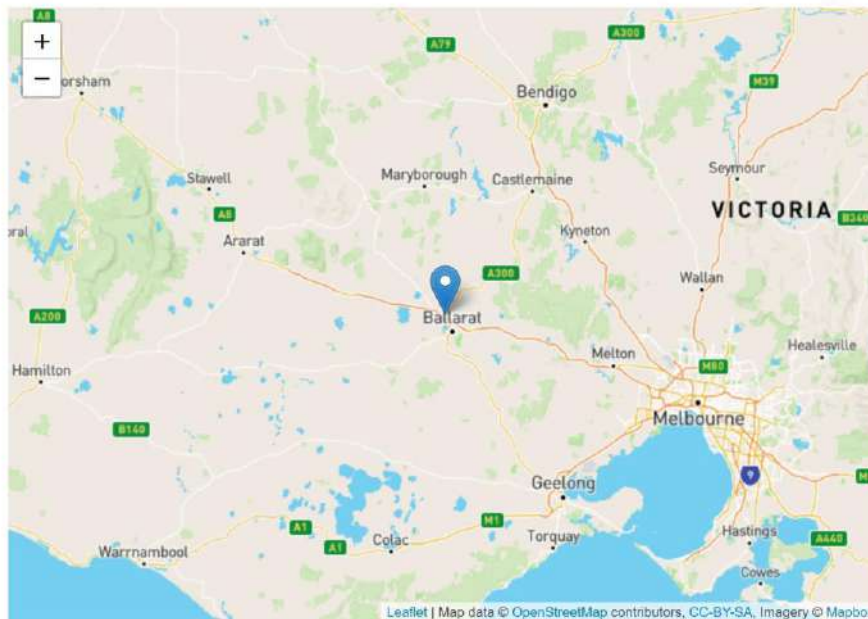 +
−
A79
A300
orsham
Bendigo
M39
Stawell
Maryborough
Castlemaine
Seymour
A8
VICTORIA
B340
oral
Ararat
Kyneton
A300
Wallan
A200
Ballarat
Healesville
Hamilton
Melton
M80
B140
Melbourne
Geelong
9
M
A1
M1
Warrnambool
A1
Colac
Torquay
Hastings
A440
Cowes
Leaflet | Map data © OpenStreetMap contributors, CC-BY-SA, Imagery © Mapbo